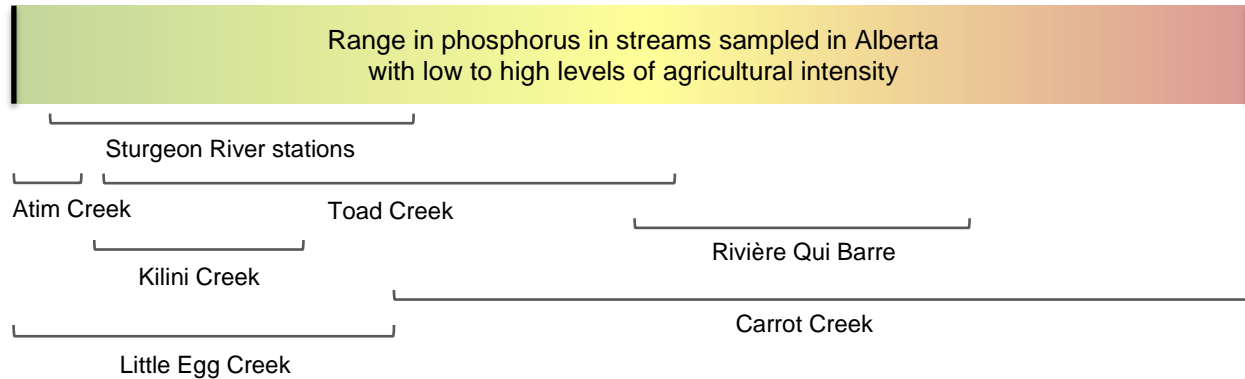 Range in phosphorus in streams sampled in Alberta
with low to high levels of agricultural intensity
Sturgeon River stations
Atim Creek
Toad Creek
Rivière Qui Barre
Kilini Creek
Carrot Creek
Little Egg Creek